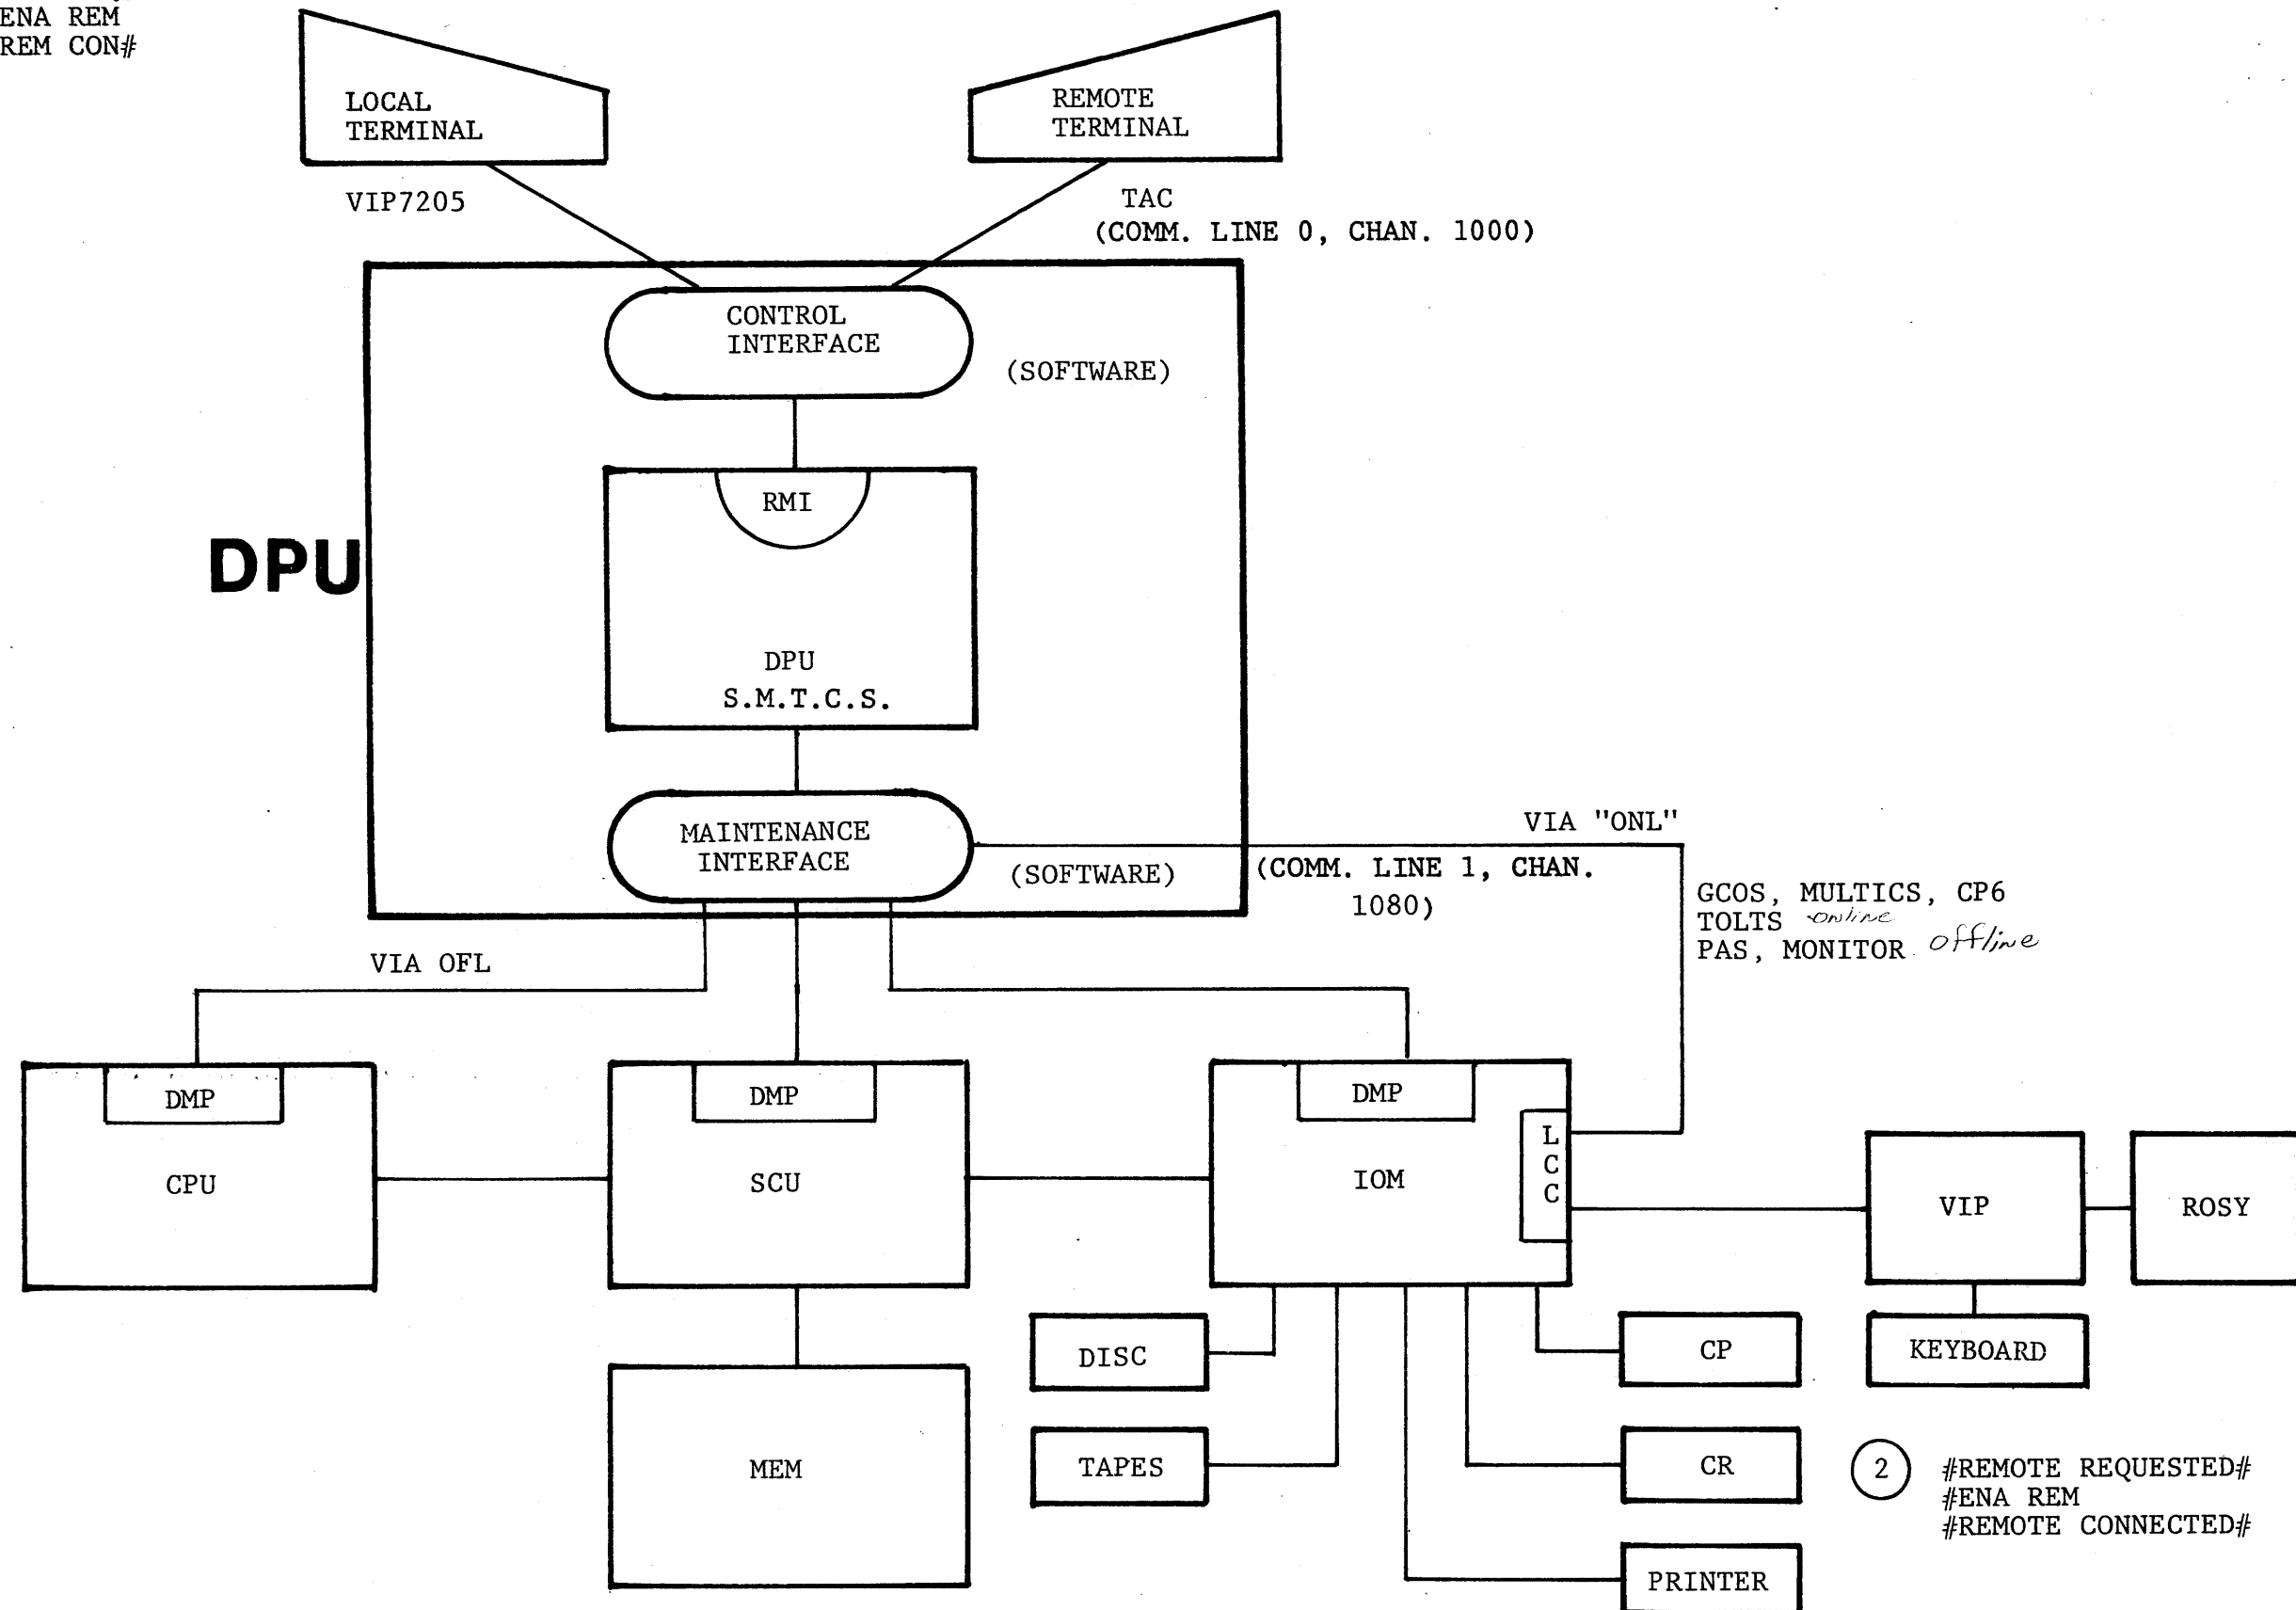 ENA REM
REM CON#
LOCAL
TERMINAL
REMOTE
TERMINAL
VIP7205
TAC
(COMM. LINE 0, CHAN. 1000)
CONTROL
INTERFACE
(SOFTWARE)
RMI
DPU
DPU
S.M.T.C.S.
MAINTENANCE
INTERFACE
(SOFTWARE)
VIA "ONL"
(COMM. LINE 1, CHAN.
1080)
GCOS, MULTICS, CP6
TOLTS online
PAS, MONITOR offline
VIA OFL
DMP
CPU
DMP
SCU
DMP
IOM
L
C
C
VIP
ROSY
KEYBOARD
DISC
CP
TAPES
CR
MEM
PRINTER
2
#REMOTE REQUESTED#
#ENA REM
#REMOTE CONNECTED#